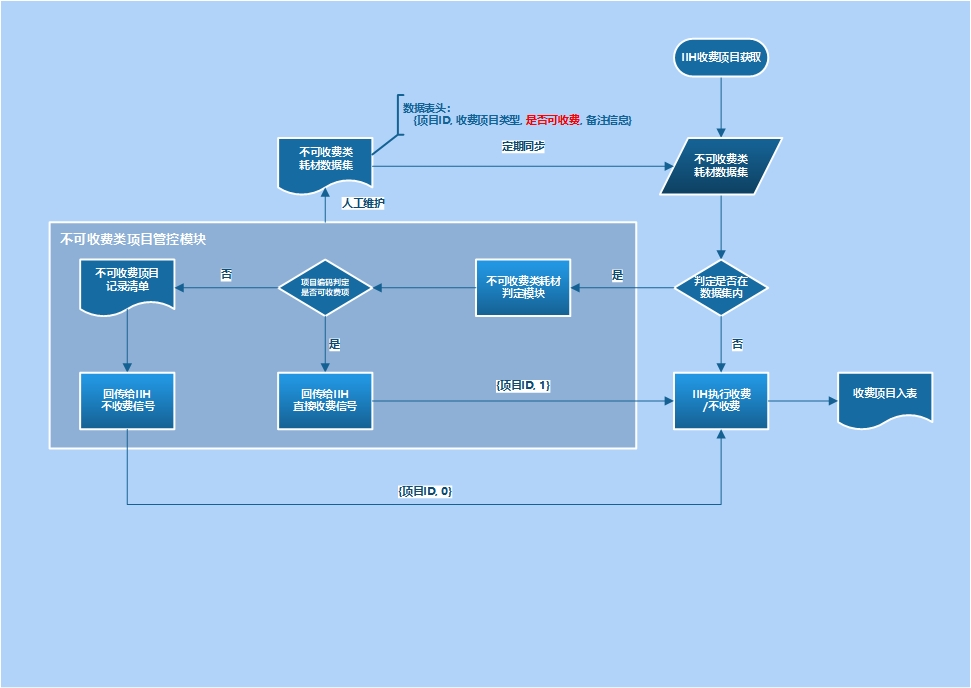 IIH收费项目获取
数据表头：
{项目ID, 收费项目类型, 是否可收费, 备注信息}
定期同步
不可收费类
耗材数据集
不可收费类
耗材数据集
人工维护
不可收费类项目管控模块
不可收费项目
记录清单
否
项目编码判定
是否可收费项
不可收费类耗材
判定模块
是
判定是否在
数据集内
是
否
回传给IIH
不收费信号
回传给IIH
直接收费信号
{项目ID, 1}
IIH执行收费
/不收费
收费项目入表
{项目ID, 0}